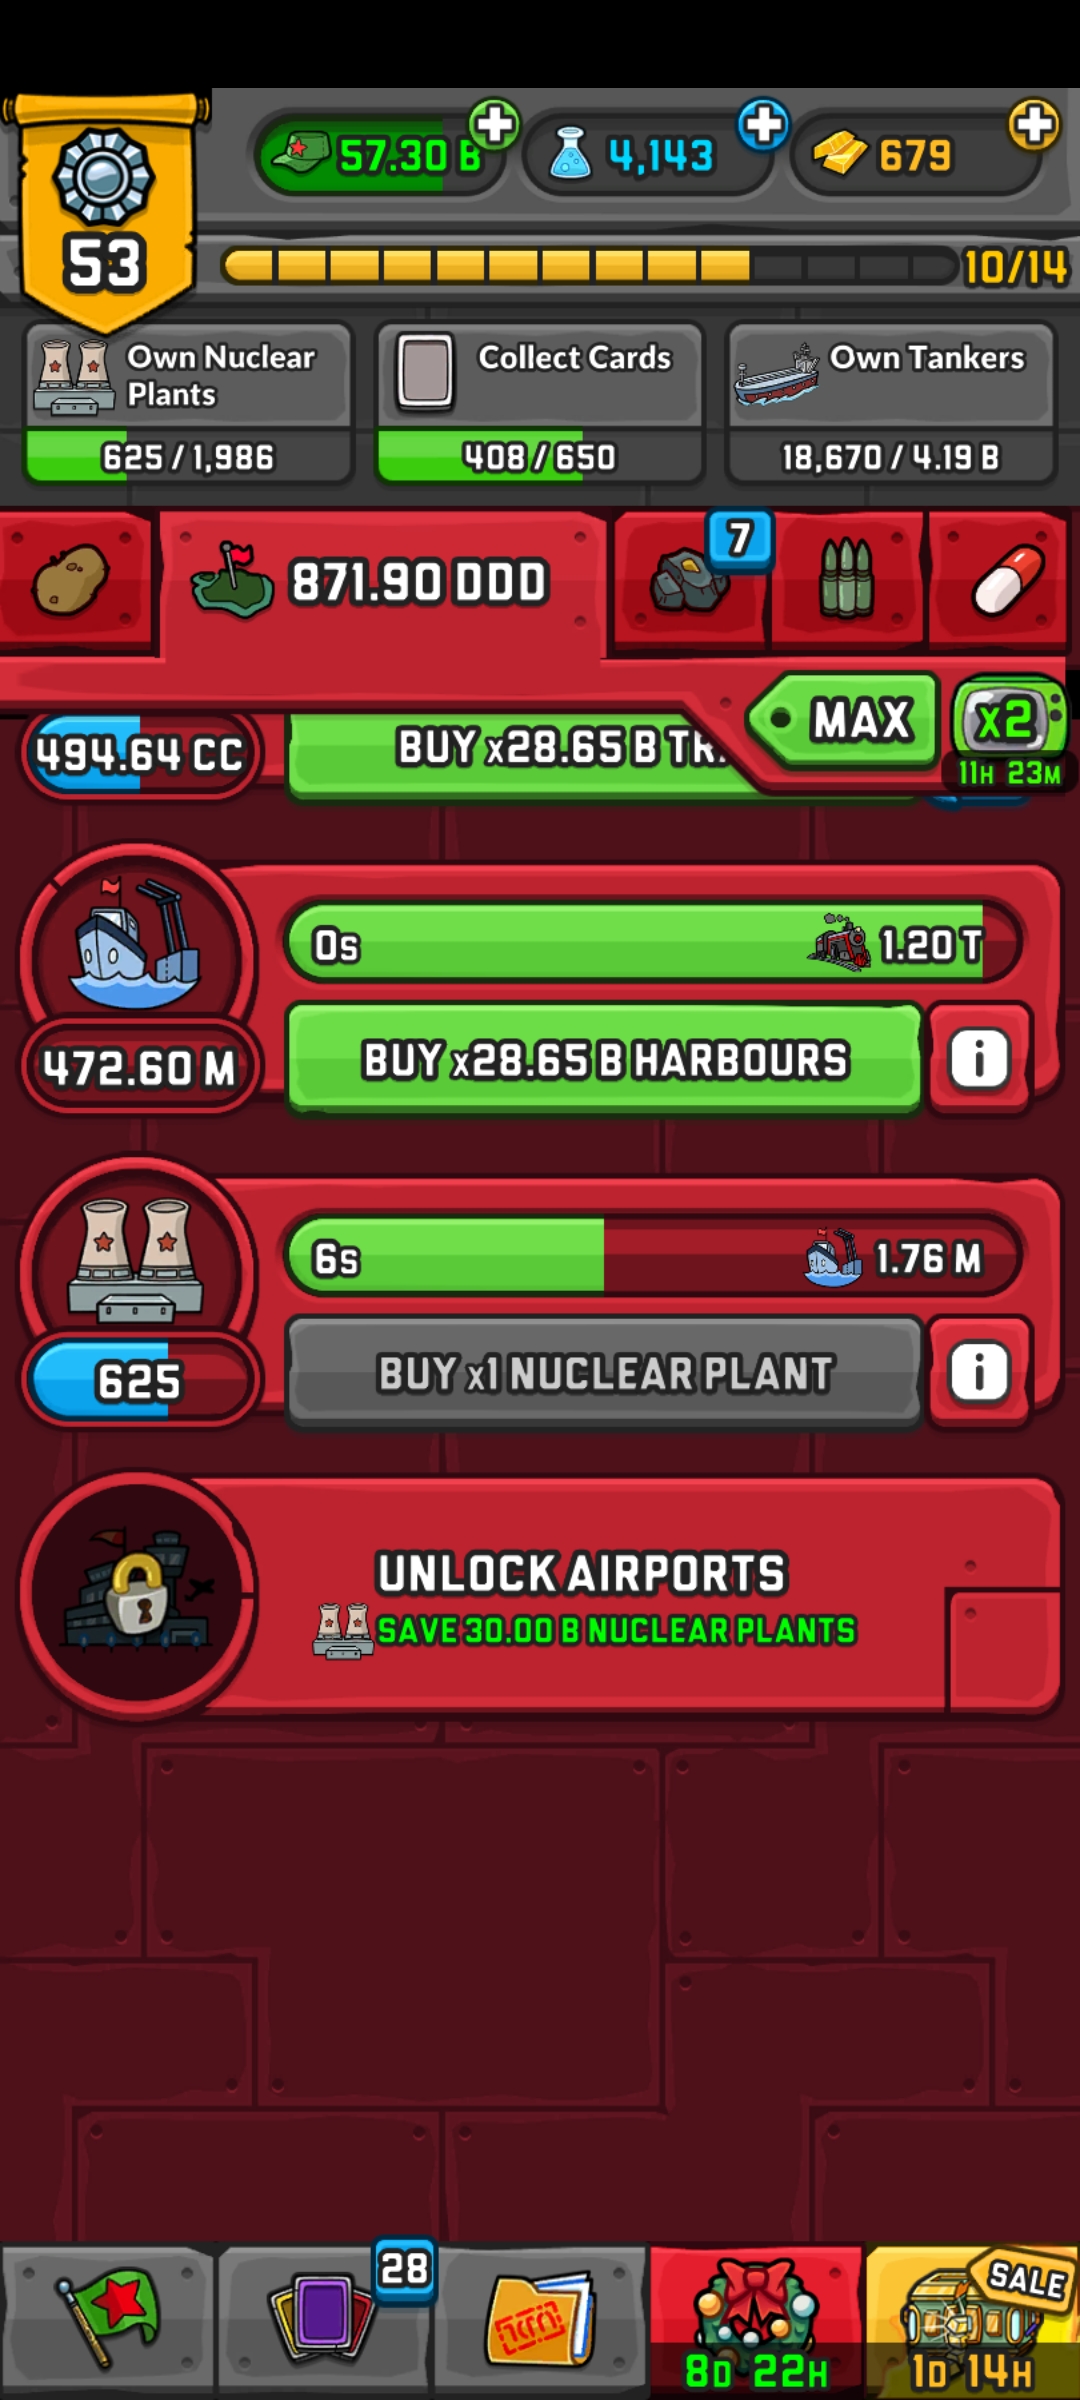 57.30 B
4,143
679
53
10/14
Own Nuclear
Plants
625 / 1,986
Collect Cards
408 / 650
Own Tankers
18,670 / 4.19 B
871.90 DDD
7
MAX
x2
11H 23M
494.64 CC
BUY x28.65 B
0s
1.20 T
472.60 M
BUY x28.65 B HARBOURS
i
6s
1.76 M
625
BUY x1 NUCLEAR PLANT
i
UNLOCK AIRPORTS
SAVE 30.00 B NUCLEAR PLANTS
28
SALE
8D 22H
1D 14H